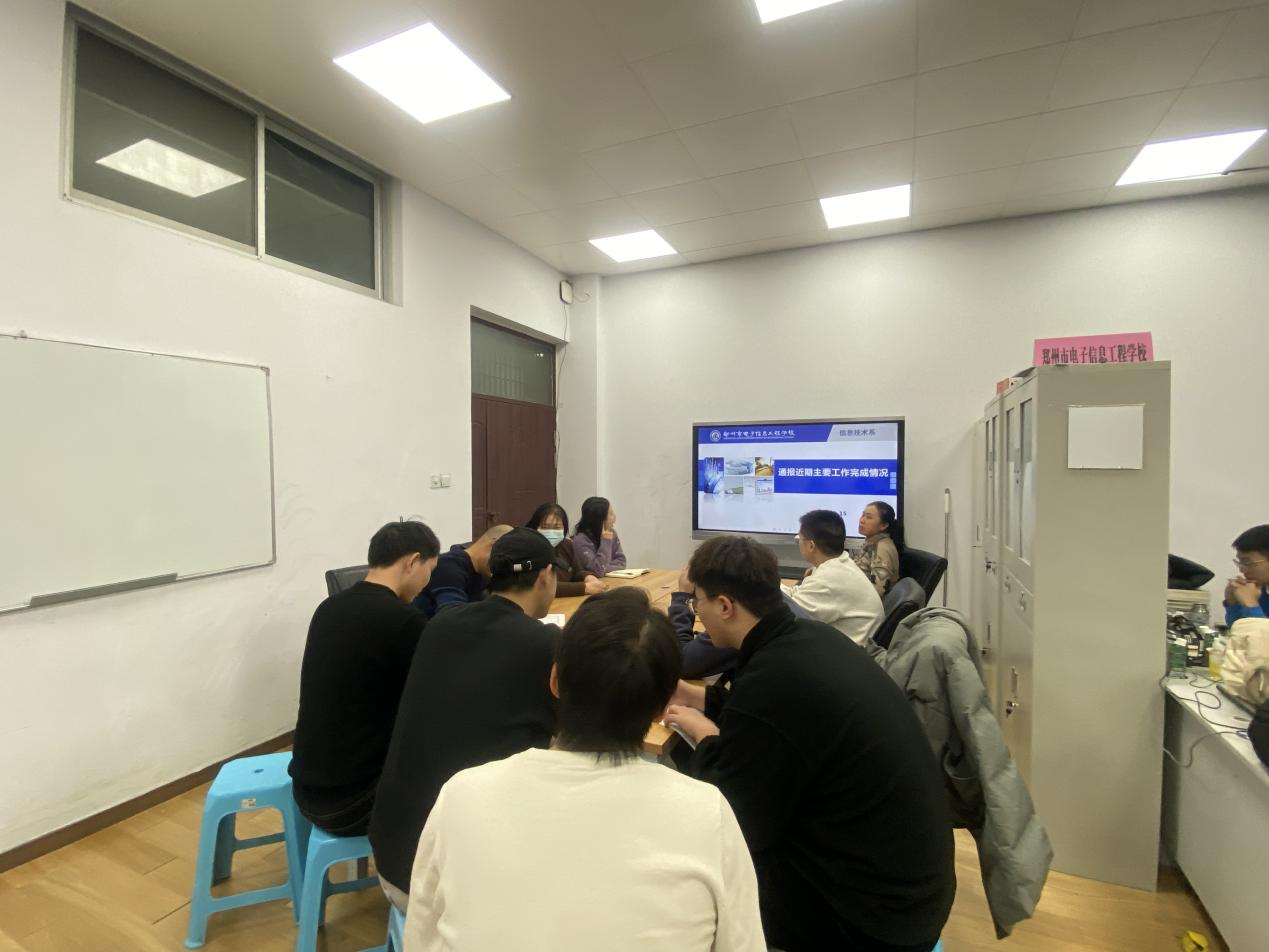 郑州市电子信息工程学校
郑州市电子信息工程学校
信息技术系
通报近期主要工作完成情况
15